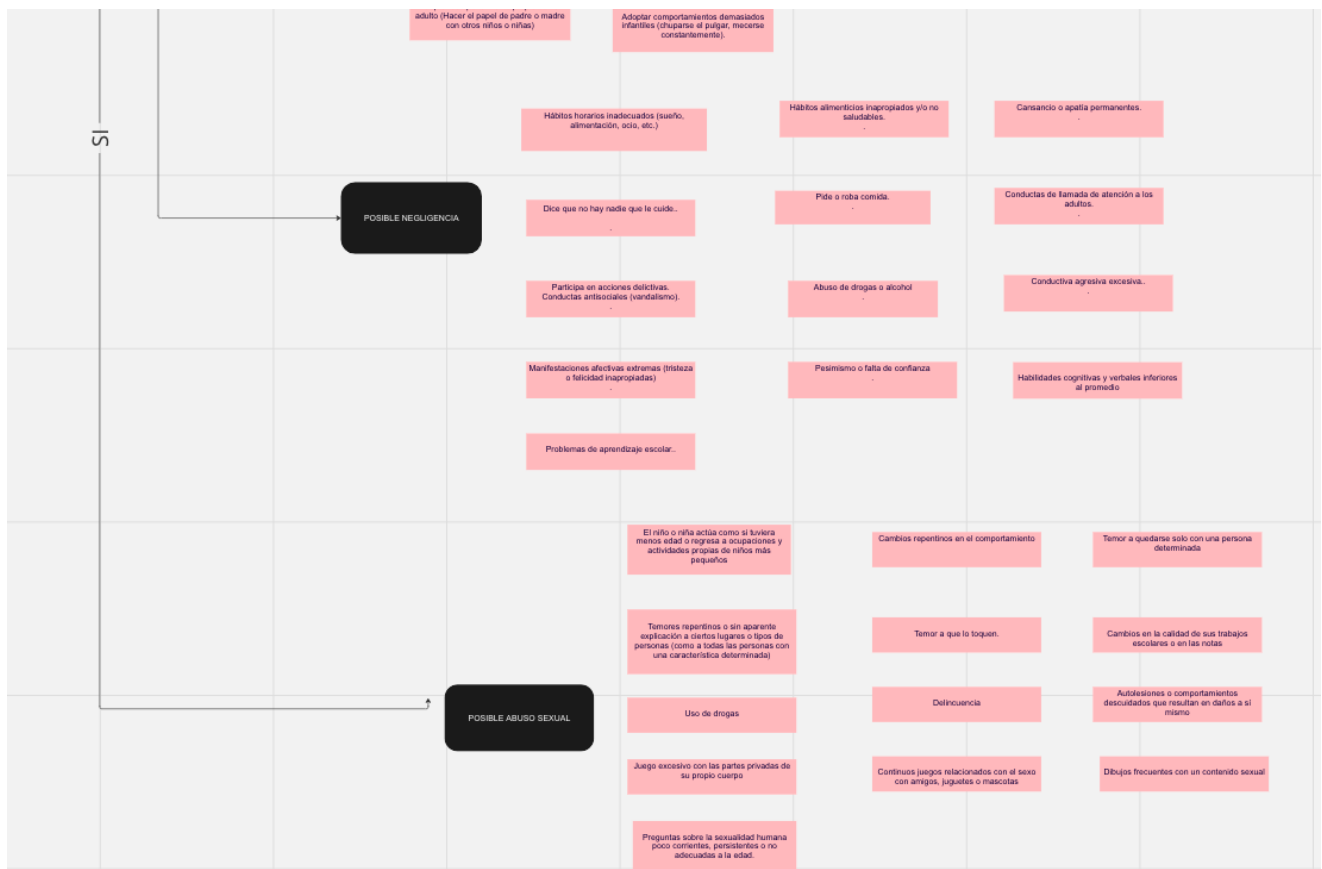 adulto (Hacer el papel de padre o madre
con otros niños o niñas)
Adoptar comportamientos demasiados
infantiles (chuparse el pulgar, mecerse
constantemente).
SI
Hábitos horarios inadecuados (sueño,
alimentación, ocio, etc.)
Hábitos alimenticios inapropiados y/o no
saludables.
.
Cansancio o apatía permanentes.
.
POSIBLE NEGLIGENCIA
Dice que no hay nadie que le cuide..
.
Pide o roba comida.
.
Conductas de llamada de atención a los
adultos.
.
Participa en acciones delictivas.
Conductas antisociales (vandalismo).
.
Abuso de drogas o alcohol
.
Conductiva agresiva excesiva..
.
Manifestaciones afectivas extremas (tristeza
o felicidad inapropiadas)
.
Pesimismo o falta de confianza
.
Habilidades cognitivas y verbales inferiores
al promedio
Problemas de aprendizaje escolar..
El niño o niña actúa como si tuviera
menos edad o regresa a ocupaciones y
actividades propias de niños más
pequeños
Cambios repentinos en el comportamiento
Temor a quedarse solo con una persona
determinada
Temores repentinos o sin aparente
explicación a ciertos lugares o tipos de
personas (como a todas las personas con
una característica determinada)
Temor a que lo toquen.
Cambios en la calidad de sus trabajos
escolares o en las notas
POSIBLE ABUSO SEXUAL
Uso de drogas
Delincuencia
Autolesiones o comportamientos
descuidados que resultan en daños a sí
mismo
Juego excesivo con las partes privadas de
su propio cuerpo
Continuos juegos relacionados con el sexo
con amigos, juguetes o mascotas
Dibujos frecuentes con un contenido sexual
Preguntas sobre la sexualidad humana
poco corrientes, persistentes o no
adecuadas a la edad.